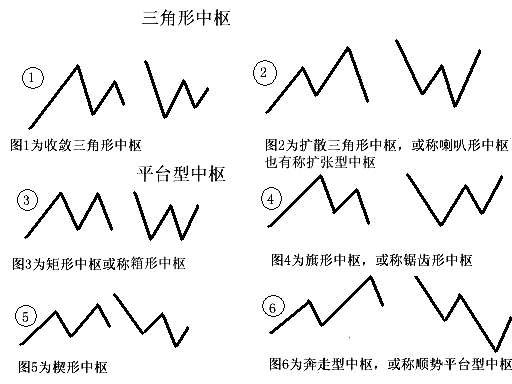 三角形中枢
①
②
图1为收敛三角形中枢
图2为扩散三角形中枢，或称喇叭形中枢
也有称扩张型中枢
平台型中枢
③
④
图3为矩形中枢或称箱形中枢
图4为旗形中枢，或称锯齿形中枢
⑤
⑥
图5为楔形中枢
图6为奔走型中枢，或称顺势平台型中枢